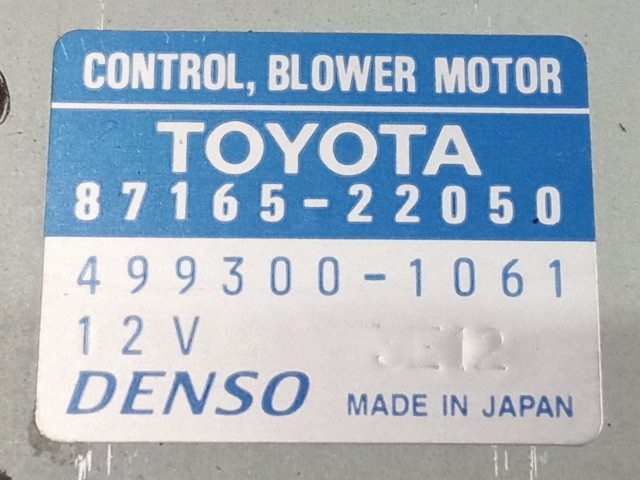 CONTROL, BLOWER MOTOR
TOYOTA
87165-22050
499300-1061
12V
DENSO MADE IN JAPAN